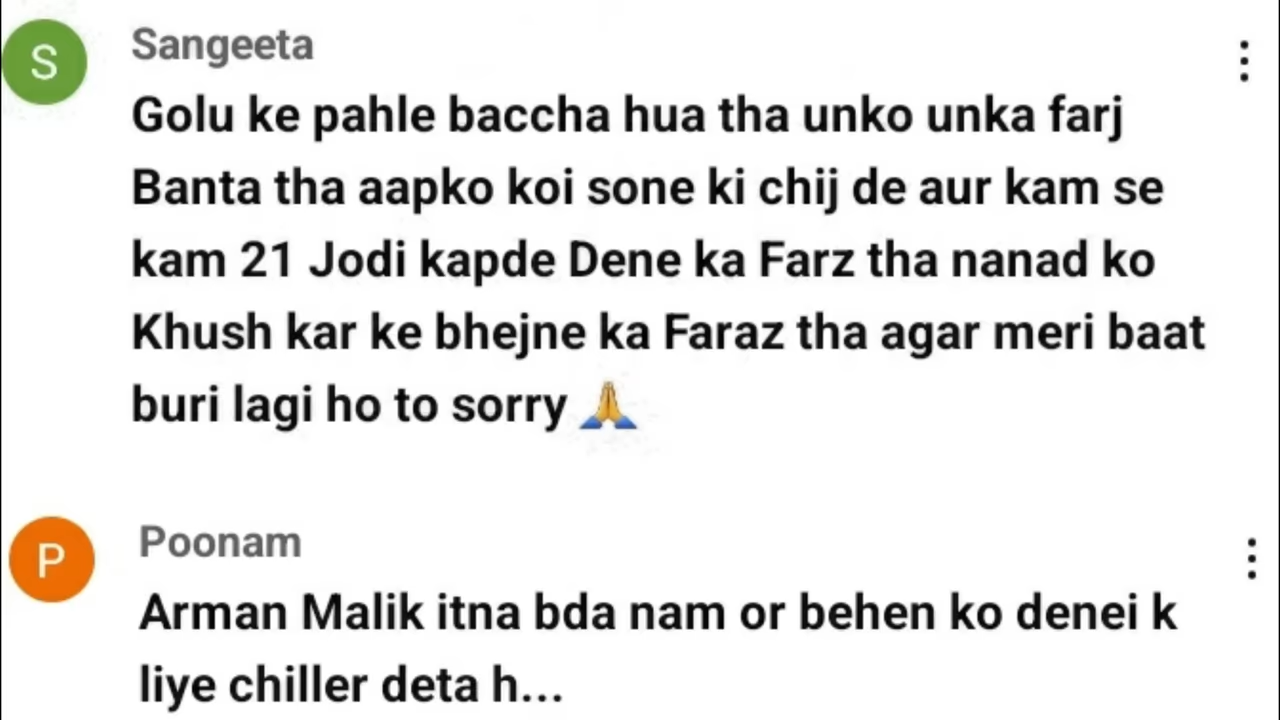 S
Sangeeta
Golu ke pahle baccha hua tha unko unka farj
Banta tha aapko koi sone ki chij de aur kam se
kam 21 Jodi kapde Dene ka Farz tha nanad ko
Khush kar ke bhejne ka Faraz tha agar meri baat
buri lagi ho to sorry 🙏
P
Poonam
Arman Malik itna bda nam or behen ko denei k
liye chiller deta h...